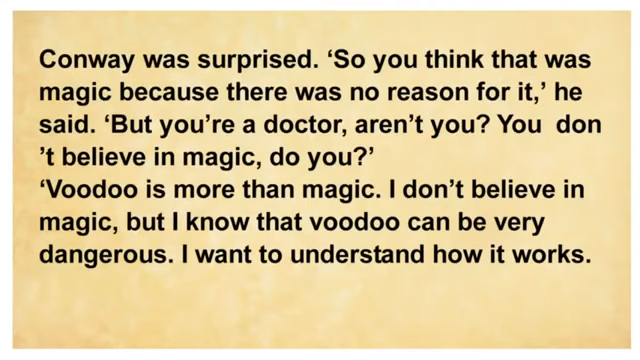 Conway was surprised. ‘So you think that was
magic because there was no reason for it,’ he
said. ‘But you’re a doctor, aren’t you? You  don
’t believe in magic, do you?’
‘Voodoo is more than magic. I don’t believe in
magic, but I know that voodoo can be very
dangerous. I want to understand how it works.